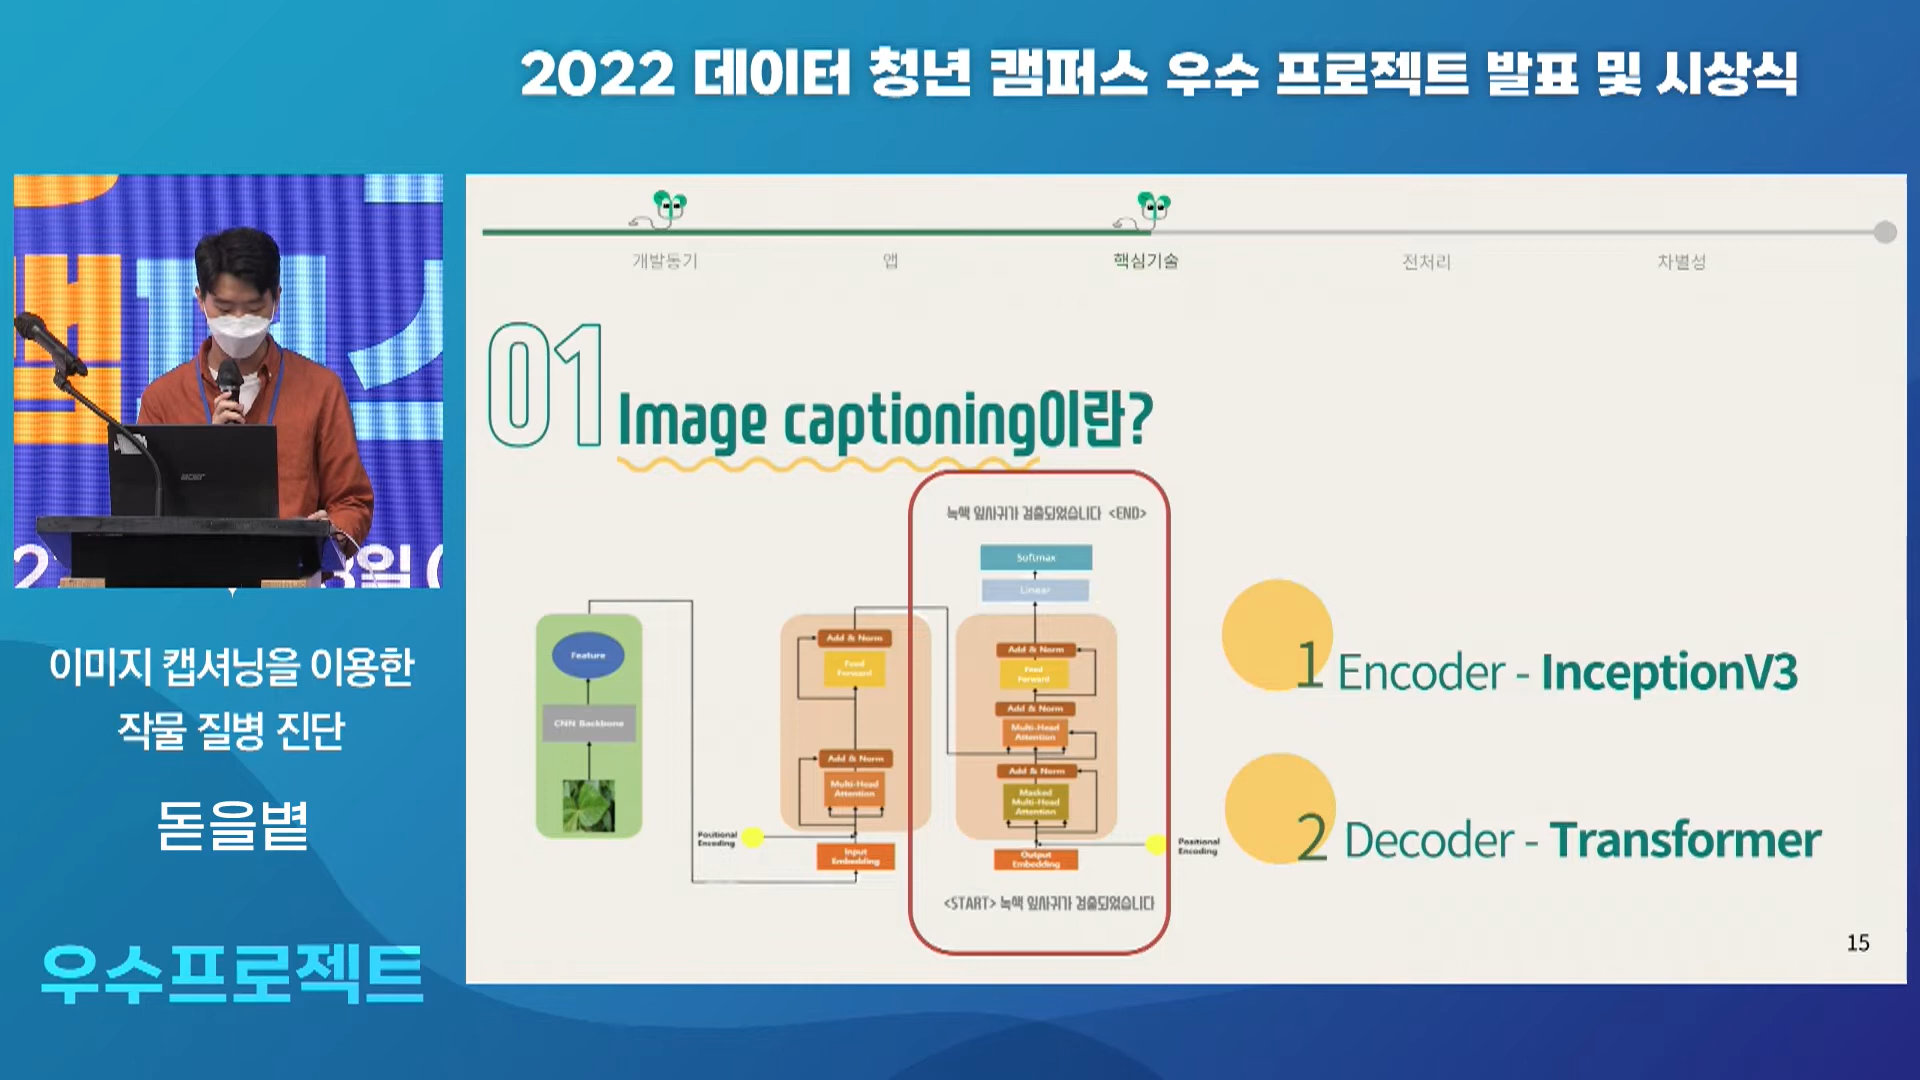 2022 데이터 청년 캠퍼스 우수 프로젝트 발표 및 시상식
개발동기
앱
핵심기술
전처리
차별성
01 Image captioning이란?
녹색 잎사귀가 검출되었습니다 <END>
Softmax
Linear
Feature
CNN Backbone
Add & Norm
Feed
Forward
Add & Norm
Multi-Head
Attention
Positional
Encoding
Input
Embedding
Add & Norm
Feed
Forward
Add & Norm
Multi-Head
Attention
Add & Norm
Masked
Multi-Head
Attention
Output
Embedding
Positional
Encoding
<START> 녹색 잎사귀가 검출되었습니다
1 Encoder - InceptionV3
2 Decoder - Transformer
15
acer
이미지 캡셔닝을 이용한
작물 질병 진단
돋을볕
우수프로젝트